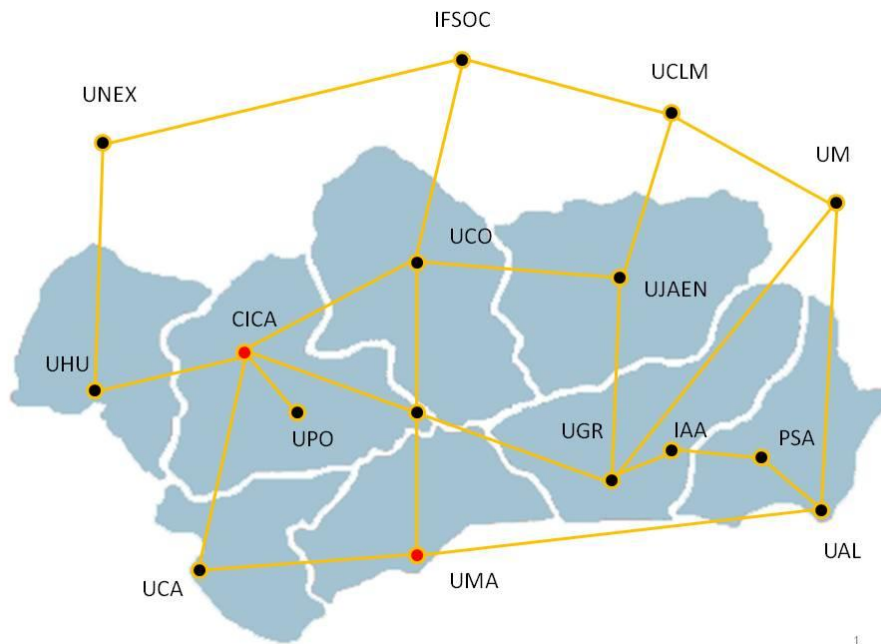 IFSOC
UCLM
UNEX
UM
UCO
UJAEN
CICA
UHU
UPO
UGR
IAA
PSA
UAL
UCA
UMA
1